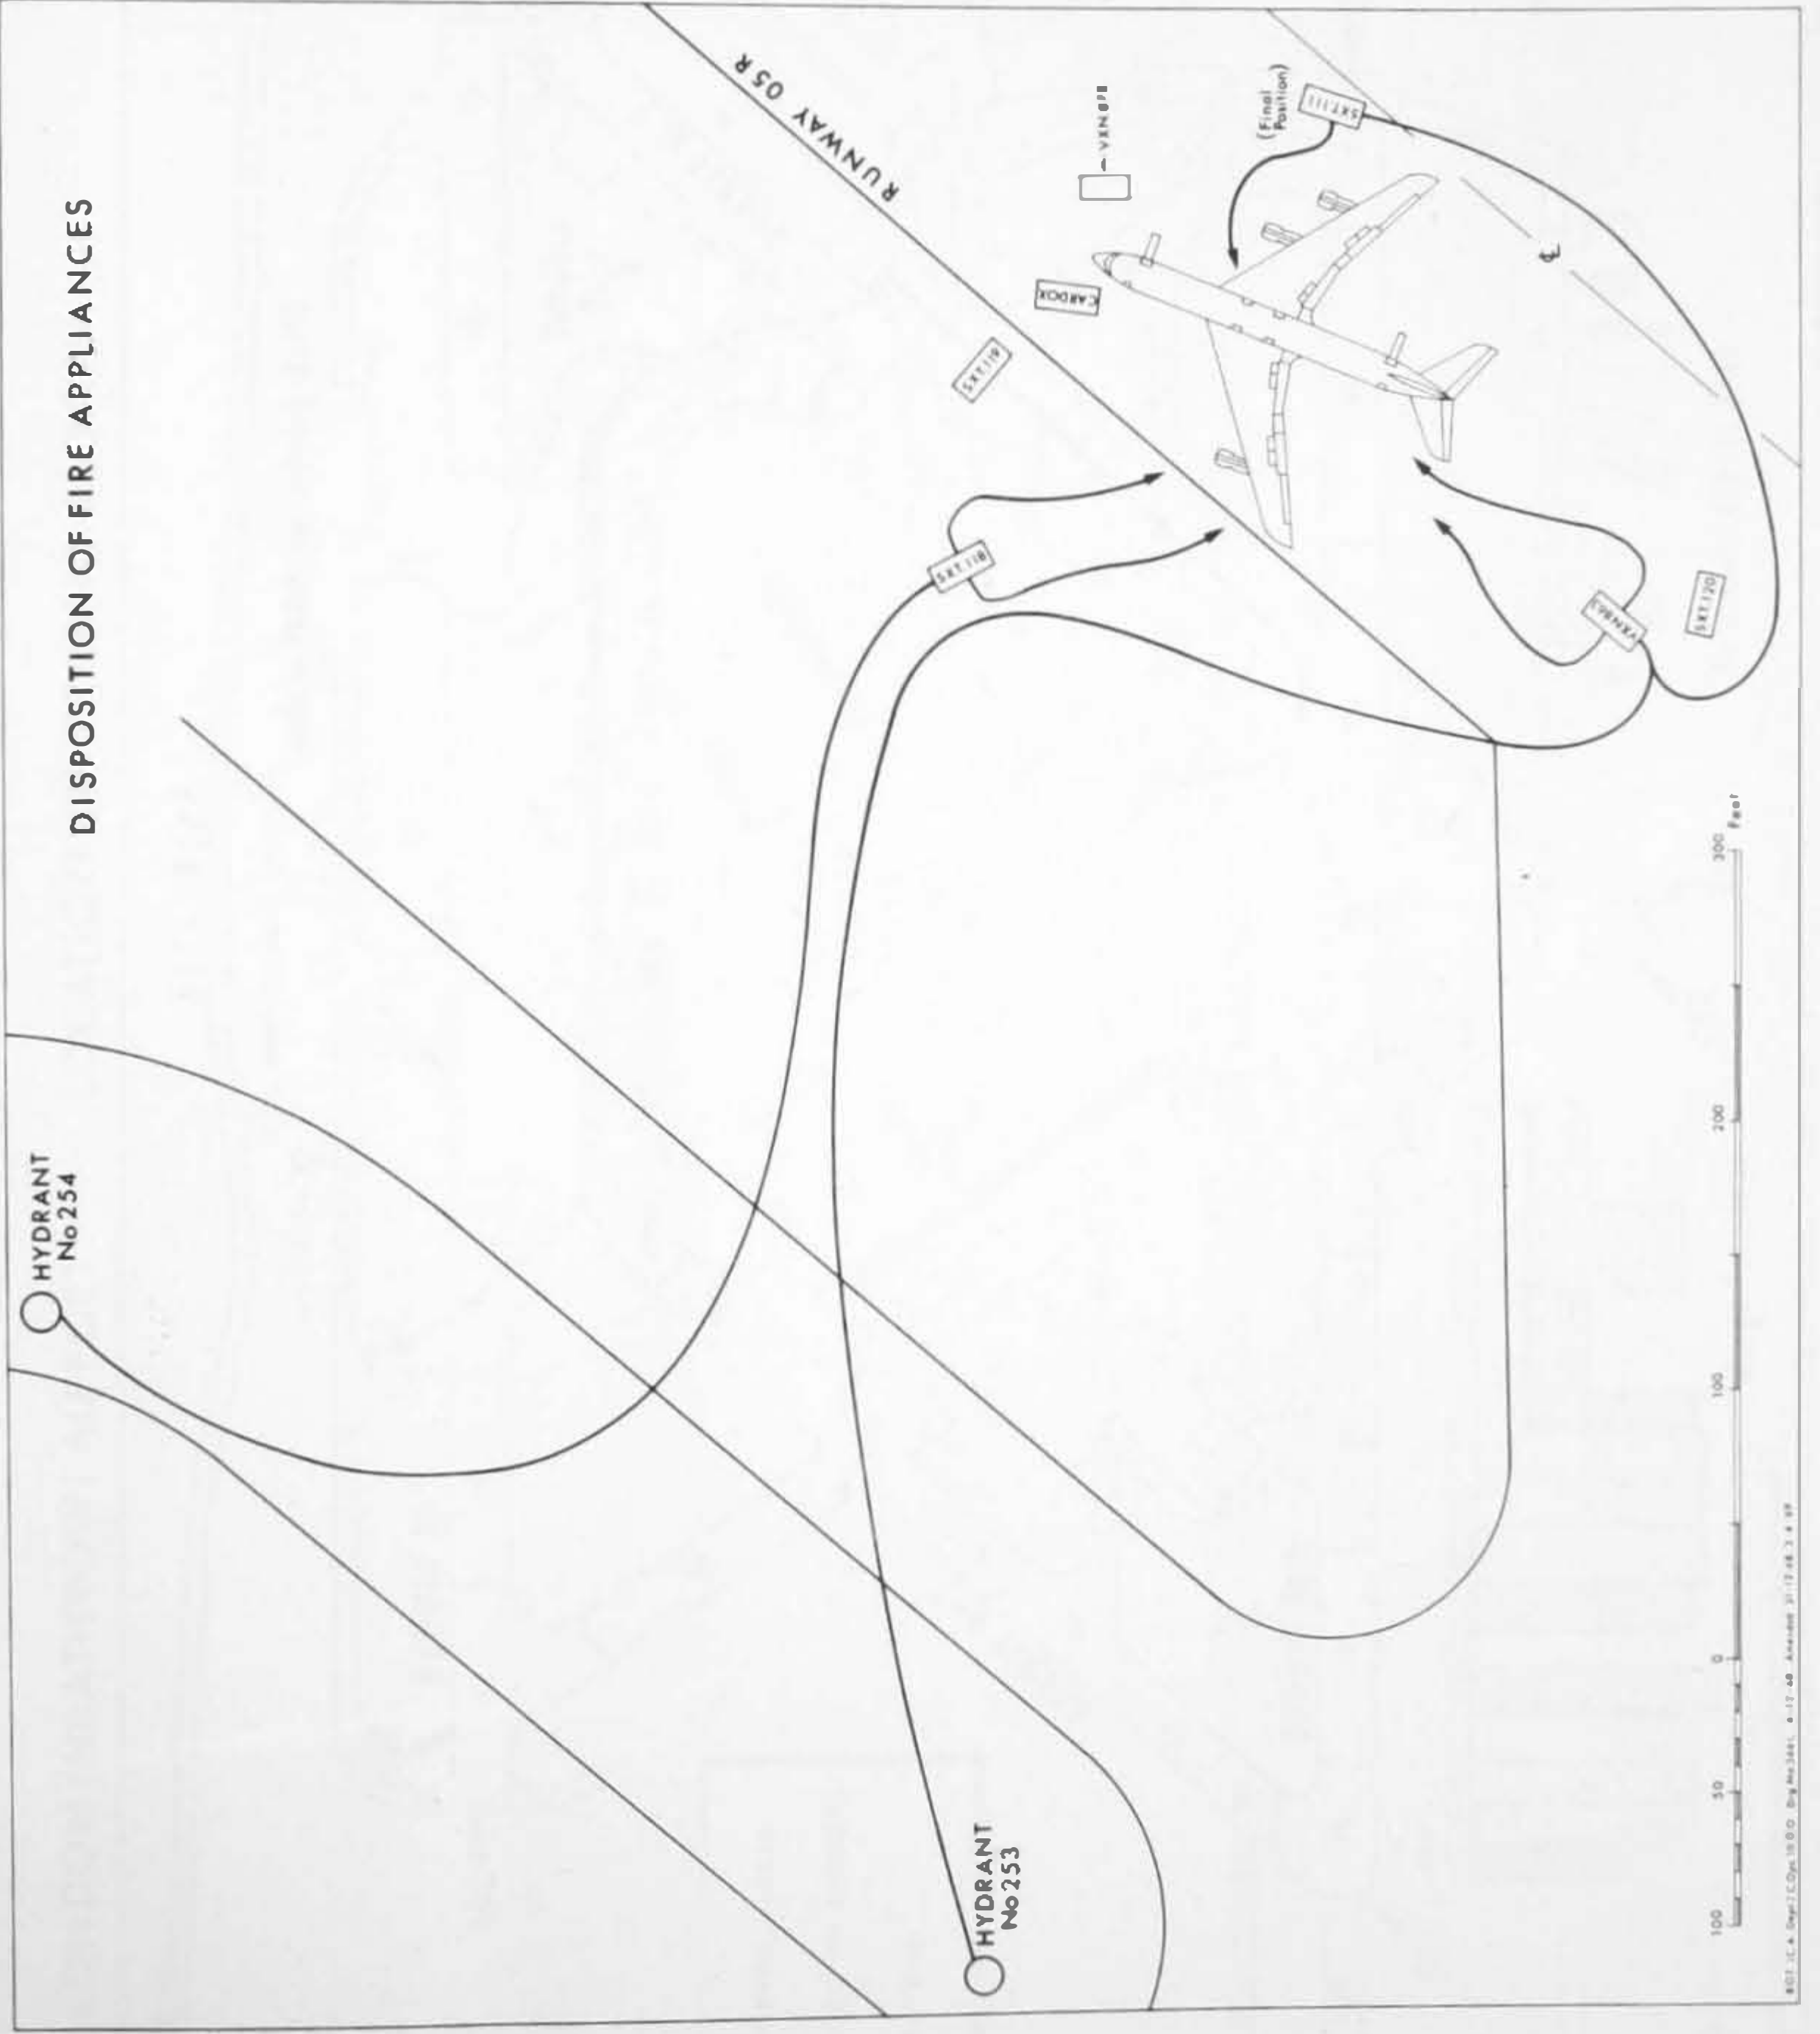 DISPOSITION OF FIRE APPLIANCES
RUNWAY 05R
(Final
Position)
SXT.111
CARDOX
SXT.119
SXT.118
SXT.120
HYDRANT
No 254
HYDRANT
No 253
100
50
0
100
200
300
Feet